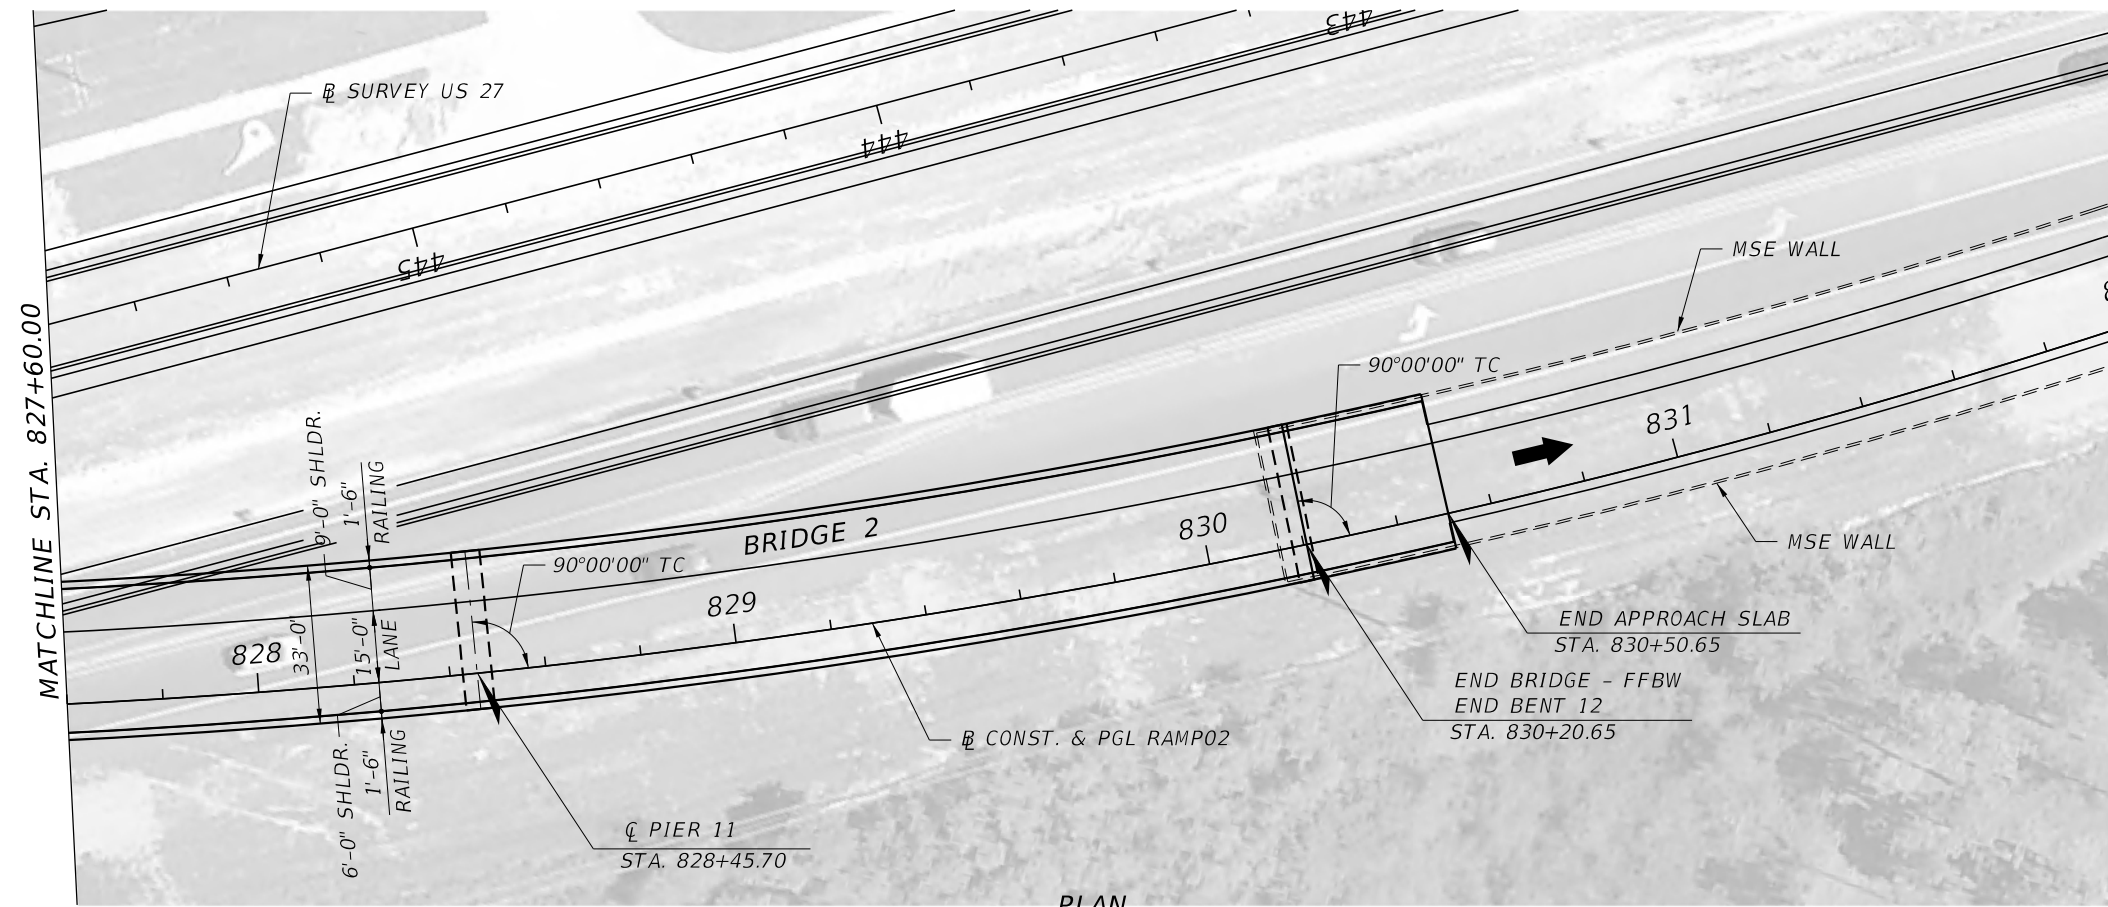 443
℄ SURVEY US 27
444
445
MSE WALL
MATCHLINE STA. 827+60.00
90°00'00" TC
9'-0" SHLDR.
1'-6"
RAILING
831
830
BRIDGE 2
MSE WALL
90°00'00" TC
829
828
33'-0"
15'-0"
LANE
END APPROACH SLAB
STA. 830+50.65
END BRIDGE - FFBW
END BENT 12
STA. 830+20.65
℄ CONST. & PGL RAMP02
6'-0" SHLDR.
1'-6"
RAILING
℄ PIER 11
STA. 828+45.70
PLAN